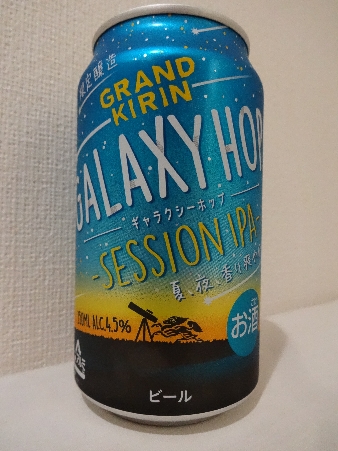 限定醸造
GRAND
KIRIN
GALAXY HOP
ギャラクシーホップ
-SESSION IPA-
夏、夜、香り爽やか
350ML ALC.4.5%
お酒
ビール